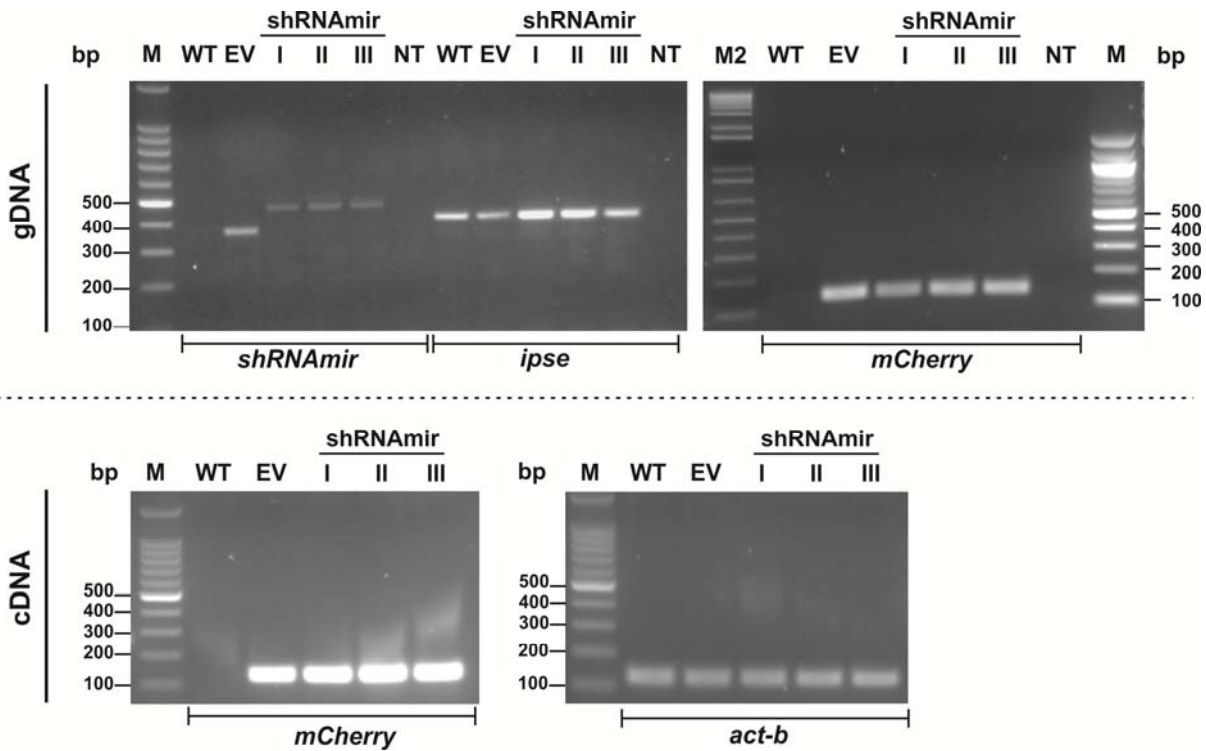 shRNAmir shRNAmir shRNAmir
bp M WT EV I II III NT WT EV I II III NT M2 WT EV I II III NT M bp
gDNA
500
400
300
200
100
500
400
300
200
100
shRNAmir ipse mCherry
shRNAmir shRNAmir
bp M WT EV I II III bp M WT EV I II III
cDNA
500
400
300
200
100
500
400
300
200
100
mCherry act-b